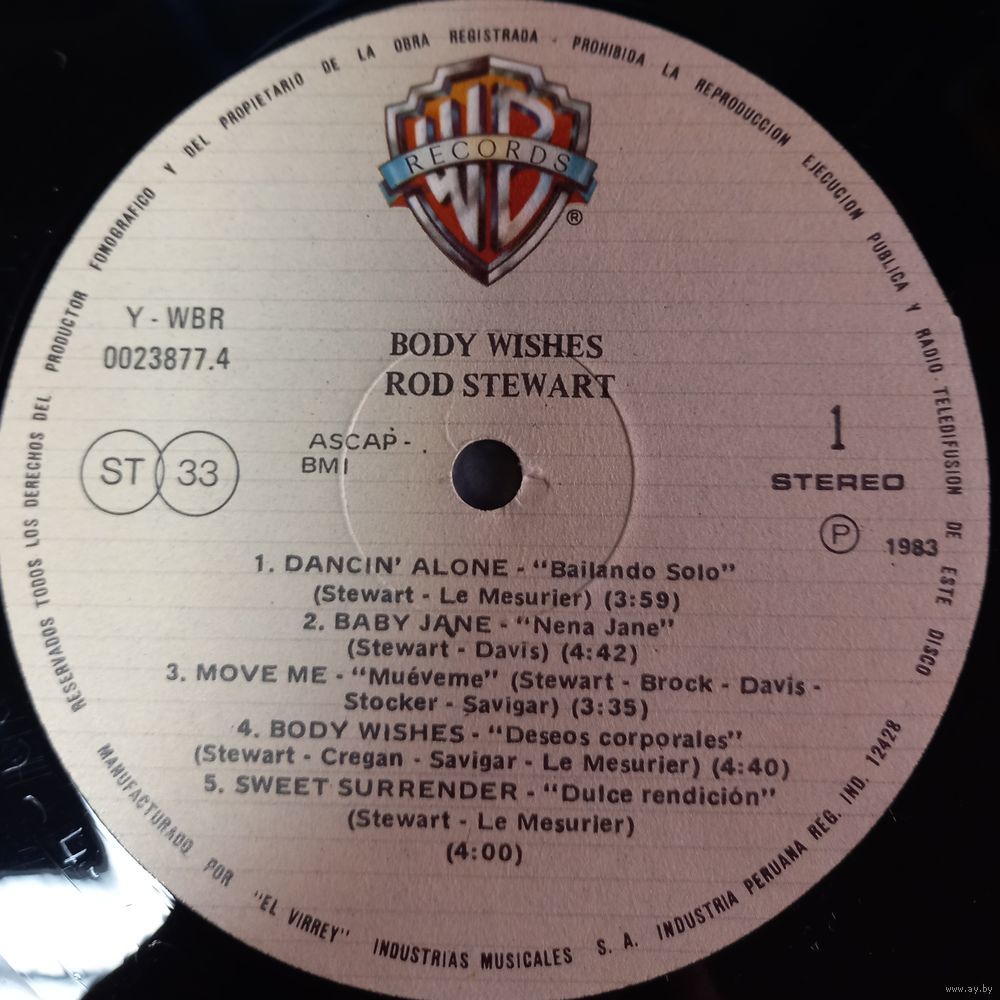 RESERVADOS TODOS LOS DERECHOS DEL PRODUCTOR FONOGRAFICO Y DEL PROPIETARIO DE LA OBRA REGISTRADA - PROHIBIDA LA REPRODUCCION EJECUCION PUBLICA Y RADIO-TELEDIFUSION DE ESTE DISCO
WB
RECORDS
®
Y - WBR
0023877.4
BODY WISHES
ROD STEWART
ST 33
ASCAP -
BMI
1
STEREO
Ⓟ 1983
1. DANCIN' ALONE - "Bailando Solo"
(Stewart - Le Mesurier) (3:59)
2. BABY JANE - "Nena Jane"
(Stewart - Davis) (4:42)
3. MOVE ME - "Muéveme" (Stewart - Brock - Davis -
Stocker - Savigar) (3:35)
4. BODY WISHES - "Deseos corporales"
(Stewart - Cregan - Savigar - Le Mesurier) (4:40)
5. SWEET SURRENDER - "Dulce rendición"
(Stewart - Le Mesurier)
(4:00)
MANUFACTURADO POR "EL VIRREY" INDUSTRIAS MUSICALES S. A. INDUSTRIA PERUANA REG. IND. 12428
www.ay.by